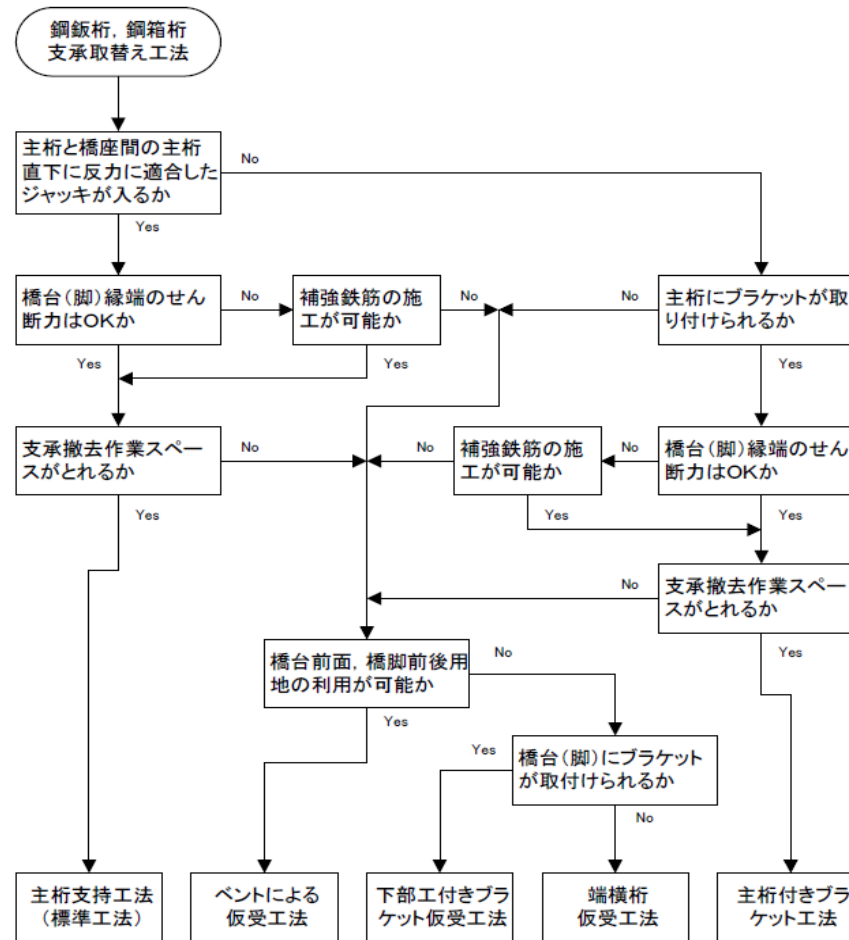 鋼鈑桁，鋼箱桁
支承取替え工法
主桁と橋座間の主桁
直下に反力に適合した
ジャッキが入るか
No
Yes
橋台（脚）縁端のせん
断力はOKか
No
補強鉄筋の施
工が可能か
No
No
主桁にブラケットが取
り付けられるか
Yes
Yes
Yes
支承撤去作業スペー
スがとれるか
No
No
補強鉄筋の施
工が可能か
No
橋台（脚）縁端のせん
断力はOKか
Yes
Yes
Yes
No
支承撤去作業スペー
スがとれるか
橋台前面，橋脚前後用
地の利用が可能か
No
Yes
Yes
Yes
橋台（脚）にブラケット
が取付けられるか
No
主桁支持工法
（標準工法）
ベントによる
仮受工法
下部工付きブラ
ケット仮受工法
端横桁
仮受工法
主桁付きブラ
ケット工法